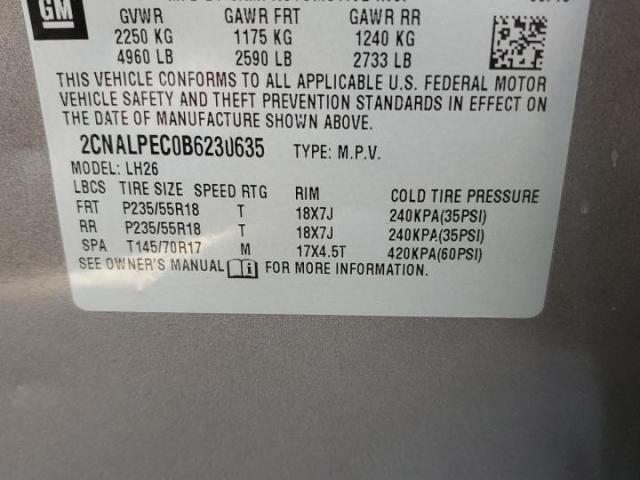 GM
GVWR GAWR FRT GAWR RR
2250 KG 1175 KG 1240 KG
4960 LB 2590 LB 2733 LB
THIS VEHICLE CONFORMS TO ALL APPLICABLE U.S. FEDERAL MOTOR
VEHICLE SAFETY AND THEFT PREVENTION STANDARDS IN EFFECT ON
THE DATE OF MANUFACTURE SHOWN ABOVE.
2CNALPEC0B6230635 TYPE: M.P.V.
MODEL: LH26
LBCS TIRE SIZE SPEED RTG RIM COLD TIRE PRESSURE
FRT P235/55R18 T 18X7J 240KPA(35PSI)
RR P235/55R18 T 18X7J 240KPA(35PSI)
SPA T145/70R17 M 17X4.5T 420KPA(60PSI)
SEE OWNER'S MANUAL FOR MORE INFORMATION.